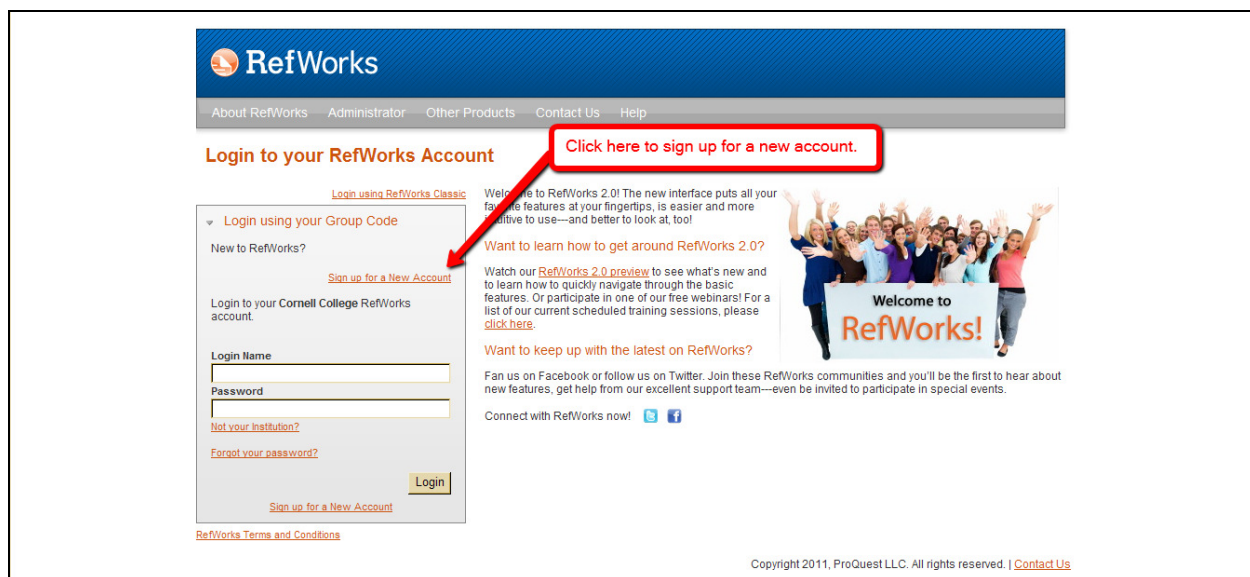 RefWorks
About RefWorks Administrator Other Products Contact Us Help
Click here to sign up for a new account.
Login to your RefWorks Account
Login using RefWorks Classic
Login using your Group Code
New to RefWorks?
Sign up for a New Account
Login to your Cornell College RefWorks
account.
Login Name
Password
Not your Institution?
Forgot your password?
Login
Sign up for a New Account
RefWorks Terms and Conditions
Welcome to RefWorks 2.0! The new interface puts all your
features at your fingertips, is easier and more
to use---and better to look at, too!
Want to learn how to get around RefWorks 2.0?
Watch our RefWorks 2.0 preview to see what's new and
to learn how to quickly navigate through the basic
features. Or participate in one of our free webinars! For a
list of our current scheduled training sessions, please
click here.
Welcome to
RefWorks!
Want to keep up with the latest on RefWorks?
Fan us on Facebook or follow us on Twitter. Join these RefWorks communities and you'll be the first to hear about
new features, get help from our excellent support team---even be invited to participate in special events.
Connect with RefWorks now!
Copyright 2011, ProQuest LLC. All rights reserved. | Contact Us